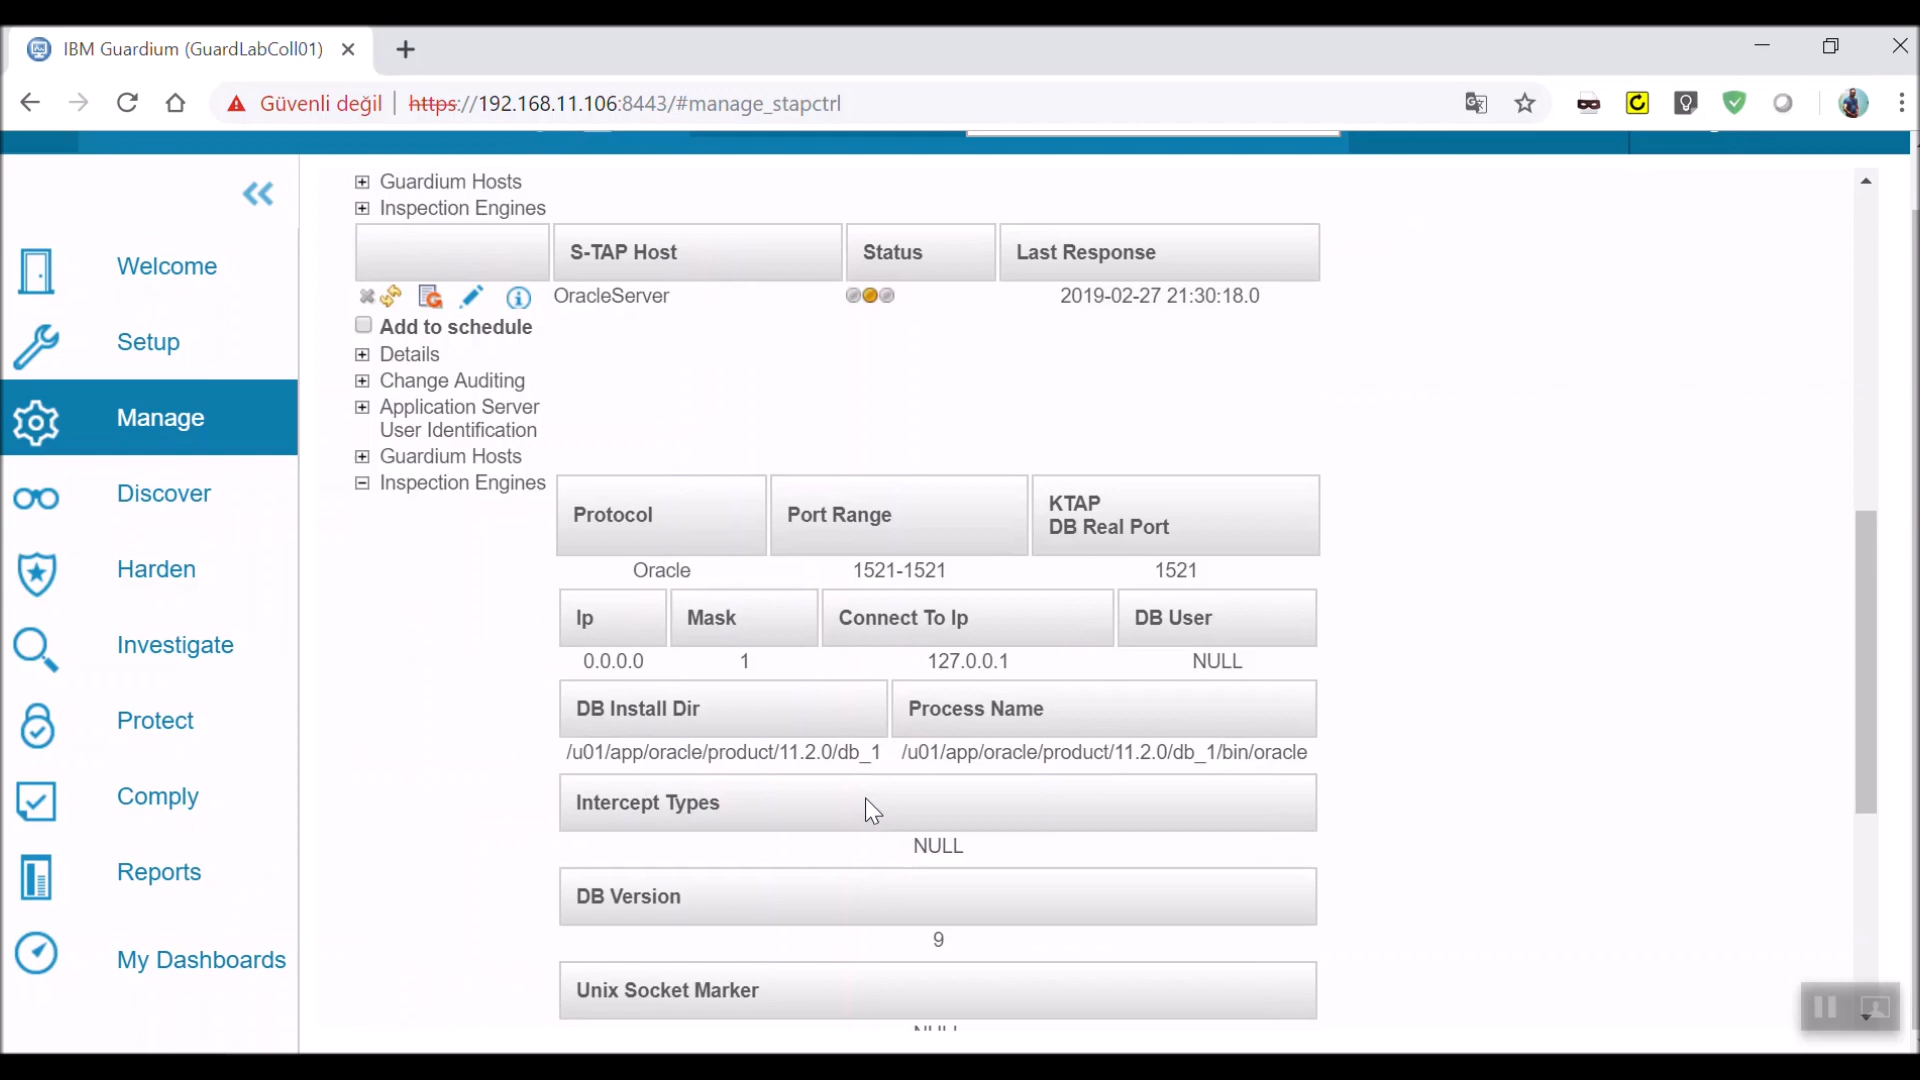 IBM Guardium (GuardLabColl01)
Güvenli değil https://192.168.11.106:8443/#manage_stapctrl
Guardium Hosts
Inspection Engines
S-TAP Host Status Last Response
OracleServer 2019-02-27 21:30:18.0
Add to schedule
Details
Change Auditing
Application Server
User Identification
Guardium Hosts
Inspection Engines
Protocol Port Range KTAP
DB Real Port
Oracle 1521-1521 1521
Ip Mask Connect To Ip DB User
0.0.0.0 1 127.0.0.1 NULL
DB Install Dir Process Name
/u01/app/oracle/product/11.2.0/db_1 /u01/app/oracle/product/11.2.0/db_1/bin/oracle
Intercept Types
NULL
DB Version
9
Unix Socket Marker
Welcome
Setup
Manage
Discover
Harden
Investigate
Protect
Comply
Reports
My Dashboards